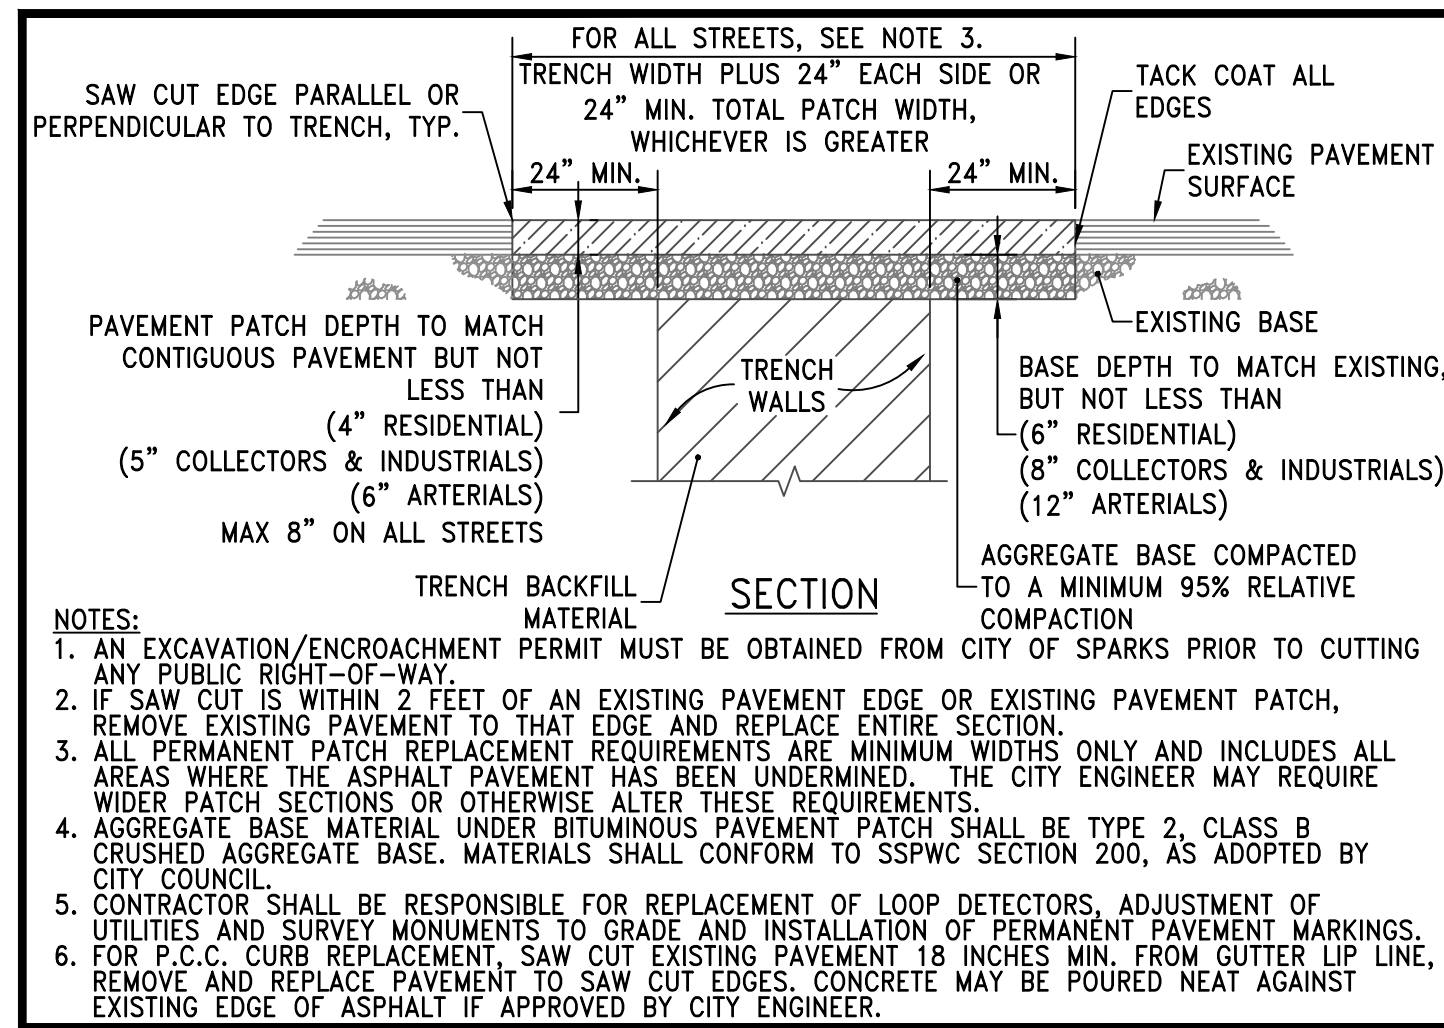 FOR ALL STREETS, SEE NOTE 3.
TRENCH WIDTH PLUS 24” EACH SIDE OR
24” MIN. TOTAL PATCH WIDTH,
WHICHEVER IS GREATER
SAW CUT EDGE PARALLEL OR
PERPENDICULAR TO TRENCH, TYP.
TACK COAT ALL
EDGES
EXISTING PAVEMENT
SURFACE
24” MIN.
24” MIN.
PAVEMENT PATCH DEPTH TO MATCH
CONTIGUOUS PAVEMENT BUT NOT
LESS THAN
(4” RESIDENTIAL)
(5” COLLECTORS & INDUSTRIALS)
(6” ARTERIALS)
MAX 8” ON ALL STREETS
TRENCH
WALLS
EXISTING BASE
BASE DEPTH TO MATCH EXISTING,
BUT NOT LESS THAN
(6” RESIDENTIAL)
(8” COLLECTORS & INDUSTRIALS)
(12” ARTERIALS)
TRENCH BACKFILL
MATERIAL
SECTION
AGGREGATE BASE COMPACTED
TO A MINIMUM 95% RELATIVE
COMPACTION
NOTES:
1. AN EXCAVATION/ENCROACHMENT PERMIT MUST BE OBTAINED FROM CITY OF SPARKS PRIOR TO CUTTING
ANY PUBLIC RIGHT-OF-WAY.
2. IF SAW CUT IS WITHIN 2 FEET OF AN EXISTING PAVEMENT EDGE OR EXISTING PAVEMENT PATCH,
REMOVE EXISTING PAVEMENT TO THAT EDGE AND REPLACE ENTIRE SECTION.
3. ALL PERMANENT PATCH REPLACEMENT REQUIREMENTS ARE MINIMUM WIDTHS ONLY AND INCLUDES ALL
AREAS WHERE THE ASPHALT PAVEMENT HAS BEEN UNDERMINED. THE CITY ENGINEER MAY REQUIRE
WIDER PATCH SECTIONS OR OTHERWISE ALTER THESE REQUIREMENTS.
4. AGGREGATE BASE MATERIAL UNDER BITUMINOUS PAVEMENT PATCH SHALL BE TYPE 2, CLASS B
CRUSHED AGGREGATE BASE. MATERIALS SHALL CONFORM TO SSPWC SECTION 200, AS ADOPTED BY
CITY COUNCIL.
5. CONTRACTOR SHALL BE RESPONSIBLE FOR REPLACEMENT OF LOOP DETECTORS, ADJUSTMENT OF
UTILITIES AND SURVEY MONUMENTS TO GRADE AND INSTALLATION OF PERMANENT PAVEMENT MARKINGS.
6. FOR P.C.C. CURB REPLACEMENT, SAW CUT EXISTING PAVEMENT 18 INCHES MIN. FROM GUTTER LIP LINE,
REMOVE AND REPLACE PAVEMENT TO SAW CUT EDGES. CONCRETE MAY BE POURED NEAT AGAINST
EXISTING EDGE OF ASPHALT IF APPROVED BY CITY ENGINEER.